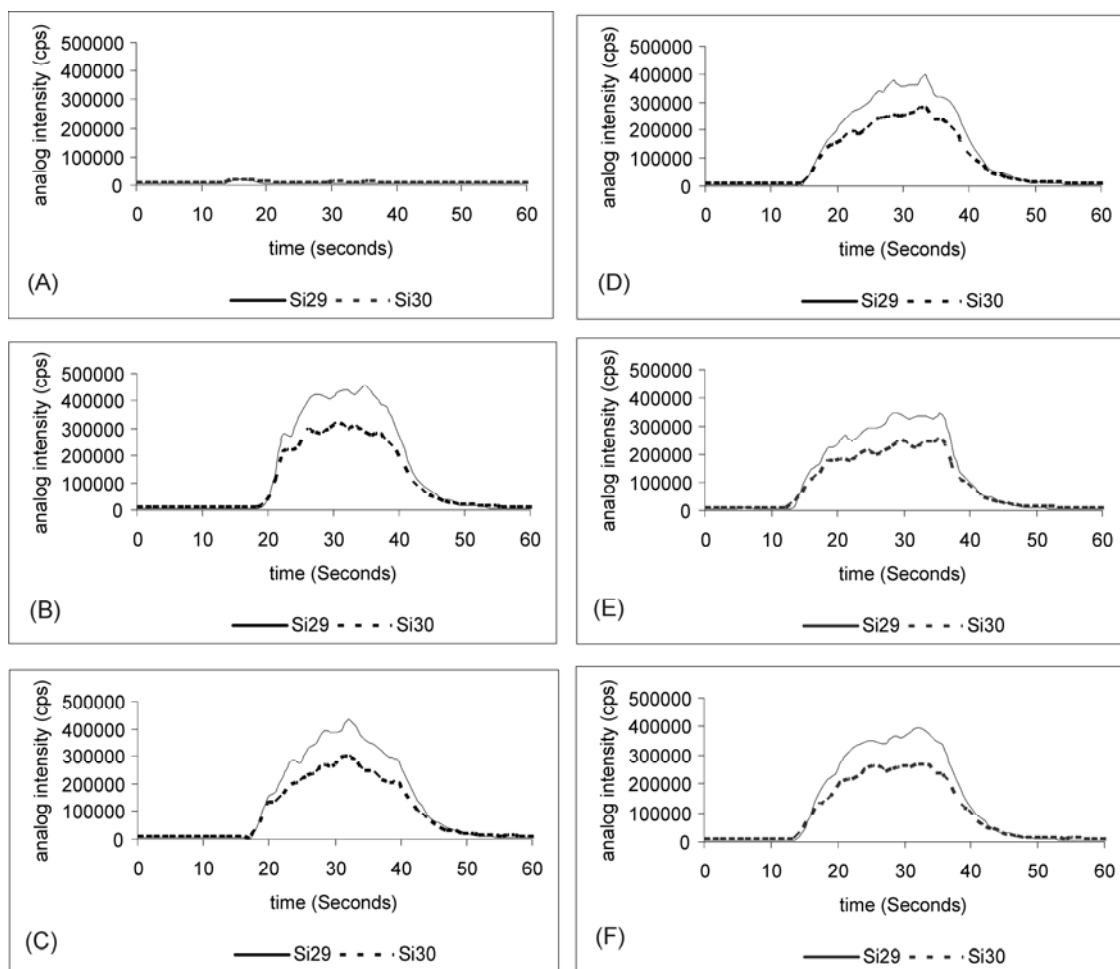 analog intensity (cps)
500000
400000
300000
200000
100000
0
0 10 20 30 40 50 60
time (seconds)
(A)
Si29 Si30
analog intensity (cps)
500000
400000
300000
200000
100000
0
0 10 20 30 40 50 60
time (Seconds)
(B)
Si29 Si30
analog intensity (cps)
500000
400000
300000
200000
100000
0
0 10 20 30 40 50 60
time (Seconds)
(C)
Si29 Si30
analog intensity (cps)
500000
400000
300000
200000
100000
0
0 10 20 30 40 50 60
time (Seconds)
(D)
Si29 Si30
analog intensity (cps)
500000
400000
300000
200000
100000
0
0 10 20 30 40 50 60
time (Seconds)
(E)
Si29 Si30
analog intensity (cps)
500000
400000
300000
200000
100000
0
0 10 20 30 40 50 60
time (Seconds)
(F)
Si29 Si30